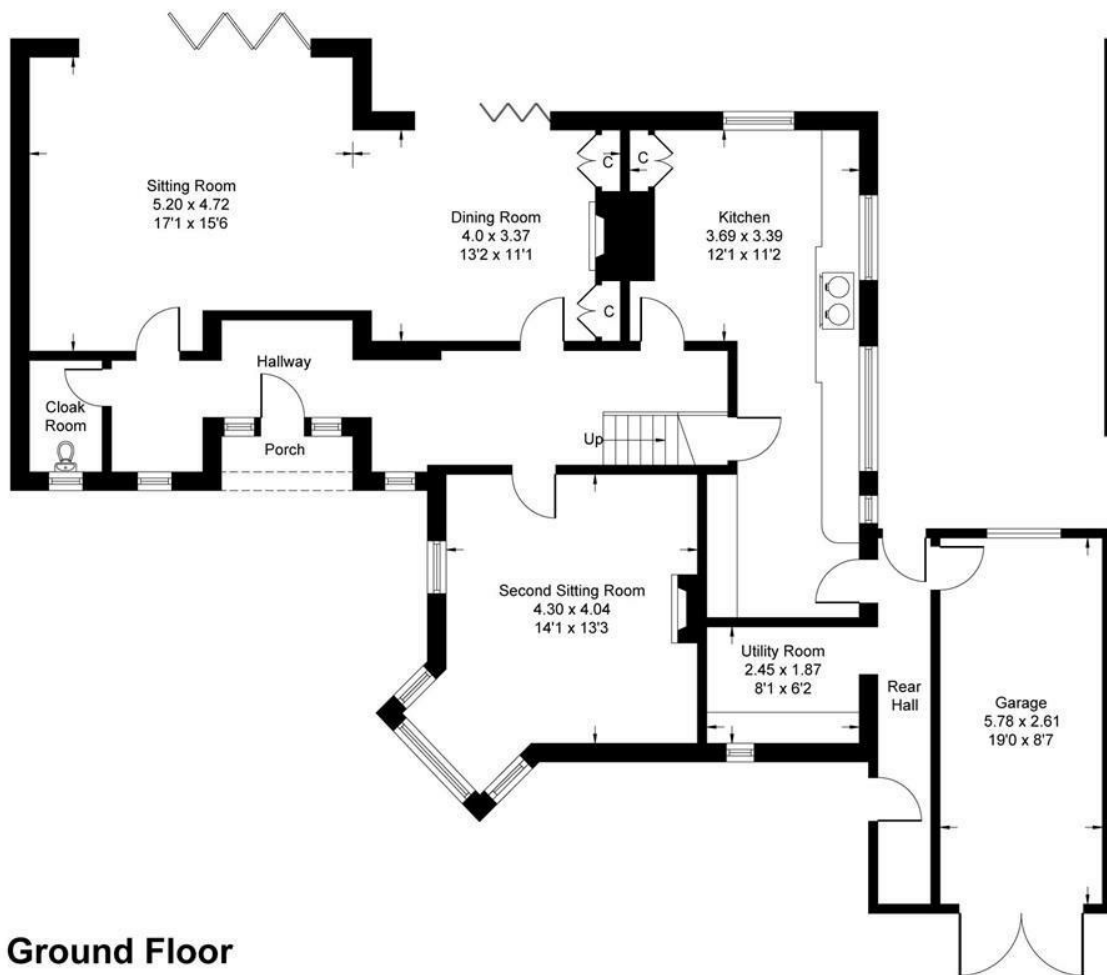 Sitting Room
5.20 x 4.72
17'1 x 15'6
Dining Room
4.0 x 3.37
13'2 x 11'1
C
C
C
Kitchen
3.69 x 3.39
12'1 x 11'2
Hallway
Cloak
Room
Porch
Up
Second Sitting Room
4.30 x 4.04
14'1 x 13'3
Utility Room
2.45 x 1.87
8'1 x 6'2
Rear
Hall
Garage
5.78 x 2.61
19'0 x 8'7
Ground Floor